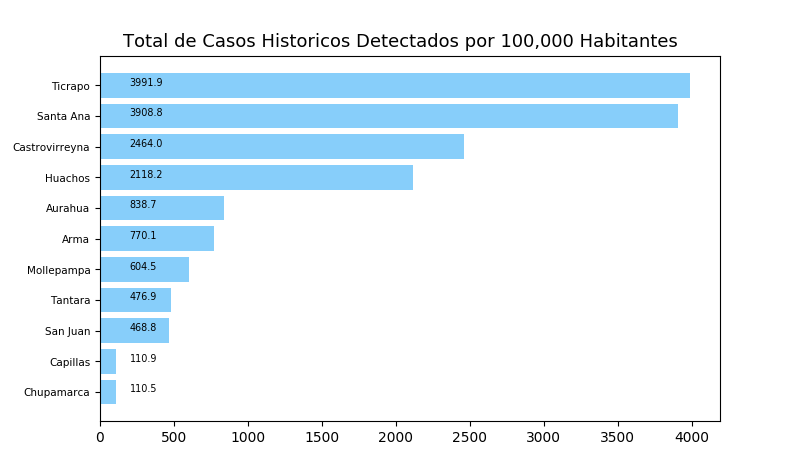 Total de Casos Historicos Detectados por 100,000 Habitantes
Ticrapo 3991.9
Santa Ana 3908.8
Castrovirreyna 2464.0
Huachos 2118.2
Aurahua 838.7
Arma 770.1
Mollepampa 604.5
Tantara 476.9
San Juan 468.8
Capillas 110.9
Chupamarca 110.5
0 500 1000 1500 2000 2500 3000 3500 4000